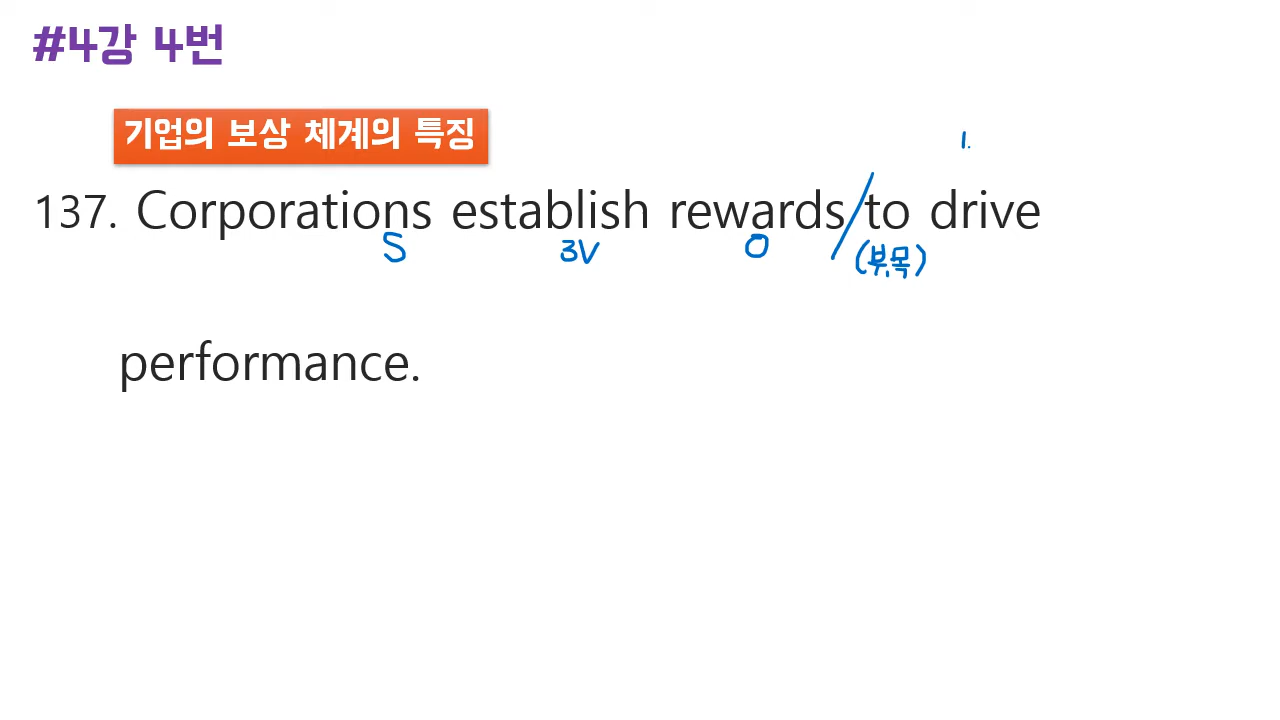 #4강 4번
기업의 보상 체계의 특징
1.
137. Corporations establish rewards/to drive
S 3V O (부.목)
performance.